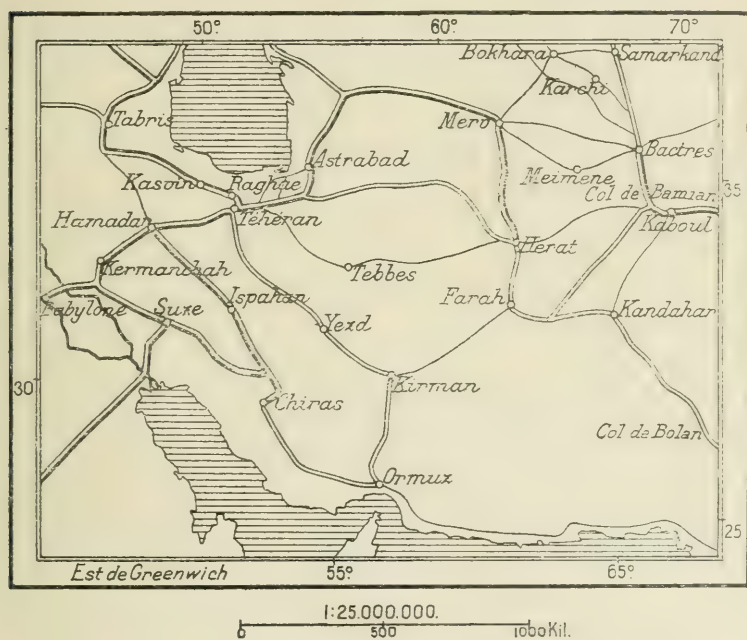 50° 60° 70°
Bokhara Samarkand
Karchi
Tabris Merv
Astrabad Bactres
Kasvin Raghae Meimene
Col de Bamian 35
Hamadan Téhéran Kaboul
Herat
Kermanchah Tebbes
Babylone Suze Ispahan Farah Kandahar
Yezd
30 Kirman
Chiras
Col de Bolan
Ormuz
25
Est de Greenwich 55° 65°
1:25.000.000.
0 500 1000 Kil.